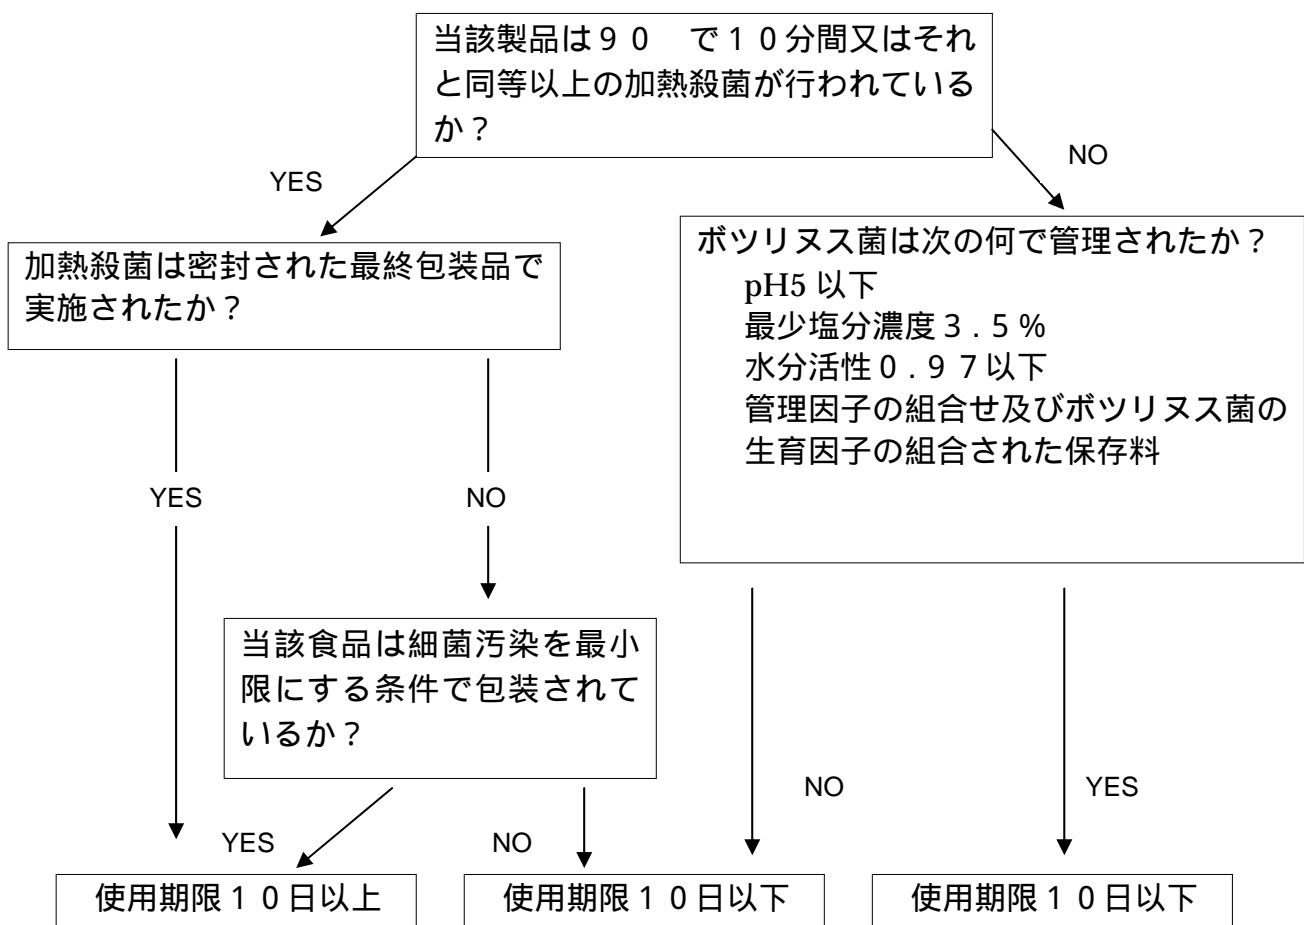 当該製品は９０　で１０分間又はそれ
と同等以上の加熱殺菌が行われている
か？
YES
NO
加熱殺菌は密封された最終包装品で
実施されたか？
ボツリヌス菌は次の何で管理されたか？
pH5 以下
最少塩分濃度３．５％
水分活性０．９７以下
管理因子の組合せ及びボツリヌス菌の
生育因子の組合された保存料
YES
NO
当該食品は細菌汚染を最小
限にする条件で包装されて
いるか？
NO
YES
YES
NO
使用期限１０日以上
使用期限１０日以下
使用期限１０日以下